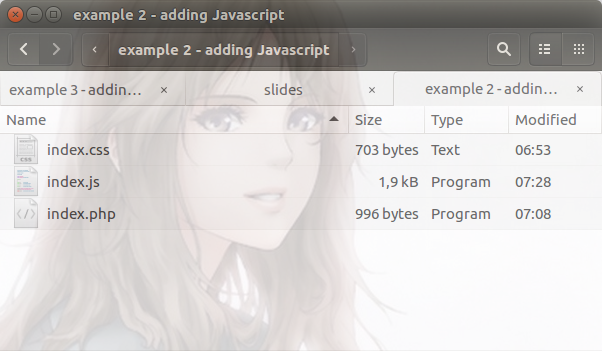 example 2 - adding Javascript
example 2 - adding Javascript
example 3 - addin... slides example 2 - addin...
Name Size Type Modified
index.css 703 bytes Text 06:53
index.js 1,9 kB Program 07:28
index.php 996 bytes Program 07:08